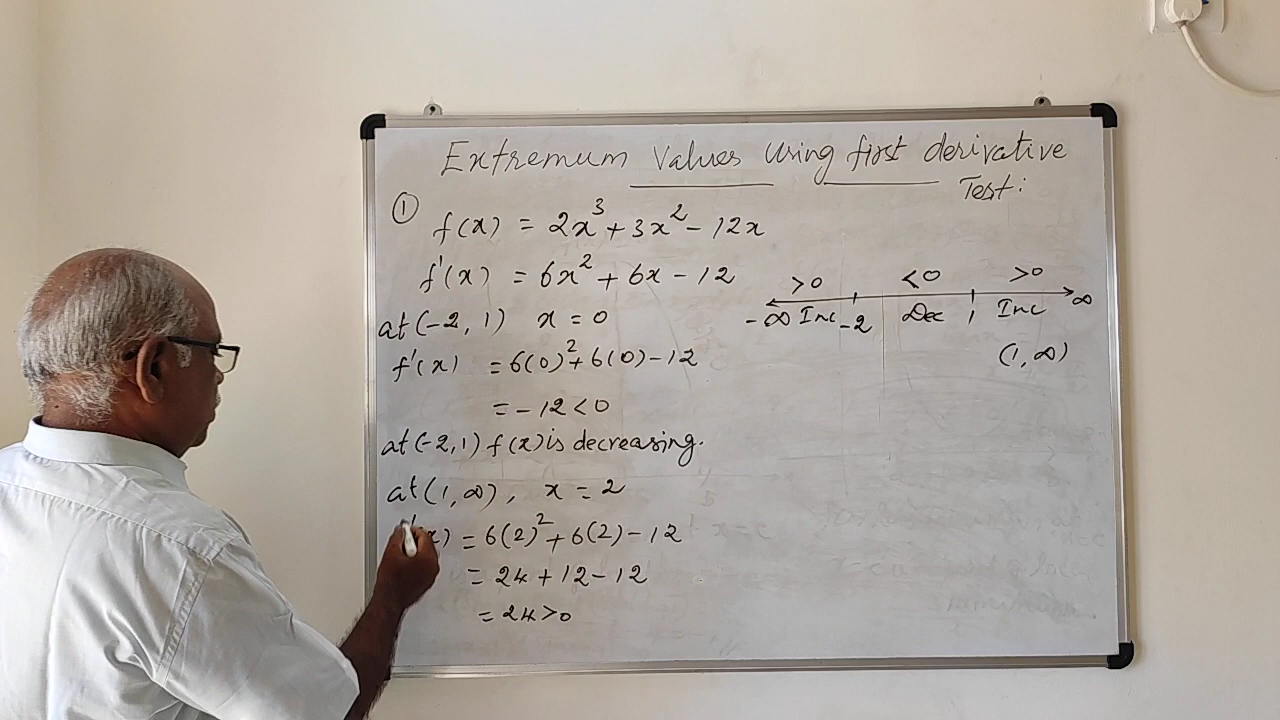 Extremum Values using first derivative
Test:
① f(x) = 2x³ + 3x² - 12x
f'(x) = 6x² + 6x - 12
>0 <0 >0
-∞ Inc -2 Dec 1 Inc ∞
(1, ∞)
at (-2, 1) x = 0
f'(x) = 6(0)² + 6(0) - 12
= -12 < 0
at (-2, 1) f(x) is decreasing.
at (1, ∞), x = 2
x) = 6(2)² + 6(2) - 12
= 24 + 12 - 12
= 24 > 0